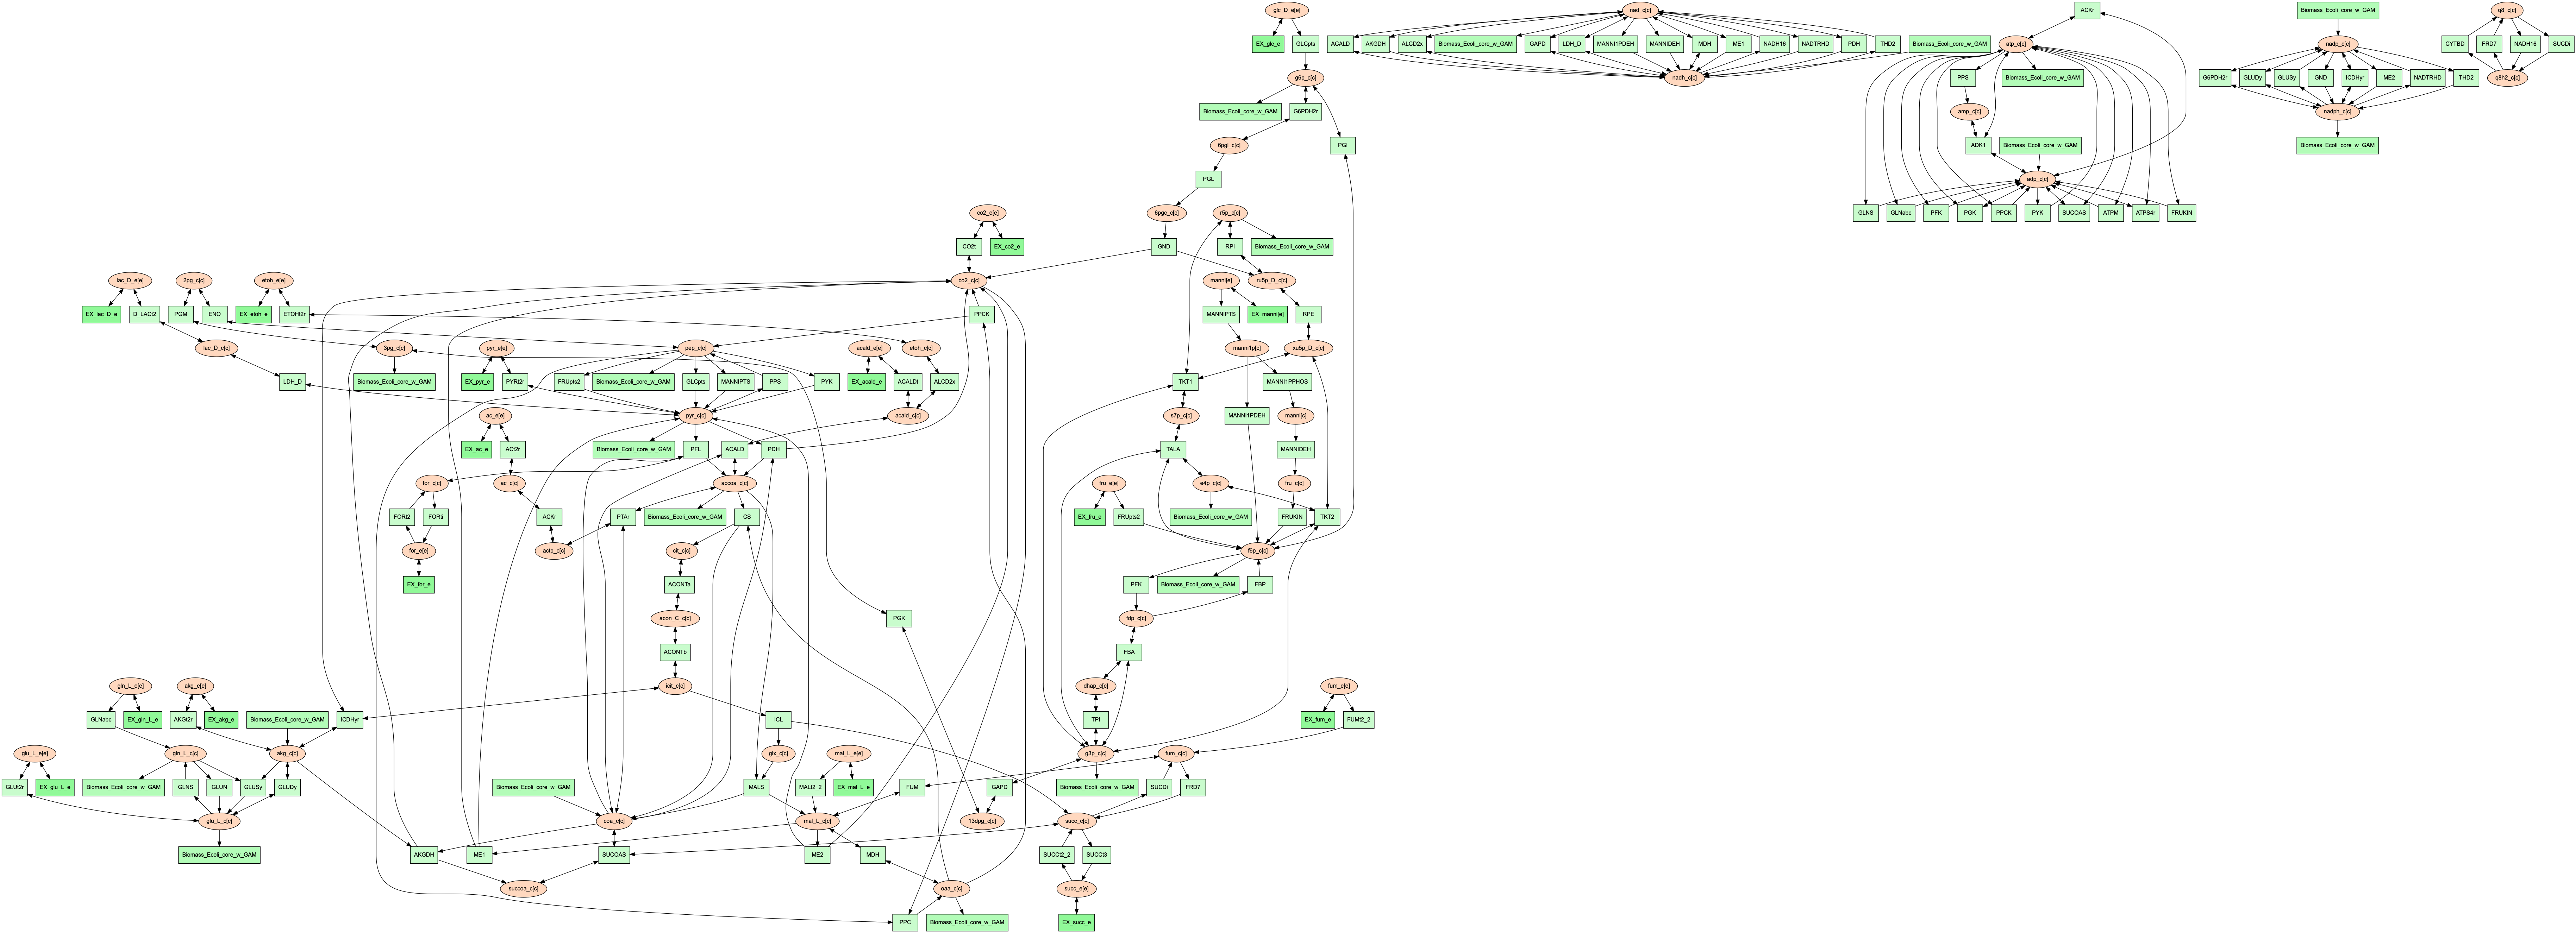 glc_D_e[e]
nad_c[c]
ACKr
Biomass_Ecoli_core_w_GAM
q8_c[c]
EX_glc_e
GLCpts
ACALD
AKGDH
ALCD2x
Biomass_Ecoli_core_w_GAM
GAPD
LDH_D
MANNI1PDEH
MANNIDEH
MDH
ME1
NADH16
NADTRHD
PDH
THD2
Biomass_Ecoli_core_w_GAM
atp_c[c]
nadp_c[c]
CYTBD
FRD7
NADH16
SUCDi
g6p_c[c]
nadh_c[c]
PPS
Biomass_Ecoli_core_w_GAM
G6PDH2r
GLUDy
GLUSy
GND
ICDHyr
ME2
NADTRHD
THD2
q8h2_c[c]
Biomass_Ecoli_core_w_GAM
G6PDH2r
amp_c[c]
nadph_c[c]
6pgl_c[c]
PGI
ADK1
Biomass_Ecoli_core_w_GAM
Biomass_Ecoli_core_w_GAM
PGL
adp_c[c]
co2_e[e]
6pgc_c[c]
r5p_c[c]
GLNS
GLNabc
PFK
PGK
PPCK
PYK
SUCOAS
ATPM
ATPS4r
FRUKIN
CO2t
EX_co2_e
GND
RPI
Biomass_Ecoli_core_w_GAM
lac_D_e[e]
2pg_c[c]
etoh_e[e]
co2_c[c]
manni[e]
ru5p_D_c[c]
EX_lac_D_e
D_LACt2
PGM
ENO
EX_etoh_e
ETOHt2r
PPCK
MANNIPTS
EX_manni[e]
RPE
lac_D_c[c]
3pg_c[c]
pyr_e[e]
pep_c[c]
acald_e[e]
etoh_c[c]
manni1p[c]
xu5p_D_c[c]
LDH_D
Biomass_Ecoli_core_w_GAM
EX_pyr_e
PYRt2r
FRUpts2
Biomass_Ecoli_core_w_GAM
GLCpts
MANNIPTS
PPS
PYK
EX_acald_e
ACALDt
ALCD2x
TKT1
MANNI1PPHOS
ac_e[e]
pyr_c[c]
acald_c[c]
s7p_c[c]
MANNI1PDEH
manni[c]
EX_ac_e
ACt2r
Biomass_Ecoli_core_w_GAM
PFL
ACALD
PDH
TALA
MANNIDEH
for_c[c]
ac_c[c]
accoa_c[c]
fru_e[e]
e4p_c[c]
fru_c[c]
FORt2
FORti
ACKr
PTAr
Biomass_Ecoli_core_w_GAM
CS
EX_fru_e
FRUpts2
Biomass_Ecoli_core_w_GAM
FRUKIN
TKT2
for_e[e]
actp_c[c]
cit_c[c]
f6p_c[c]
EX_for_e
ACONTa
PFK
Biomass_Ecoli_core_w_GAM
FBP
acon_C_c[c]
PGK
fdp_c[c]
ACONTb
FBA
gln_L_e[e]
akg_e[e]
icit_c[c]
dhap_c[c]
fum_e[e]
GLNabc
EX_gln_L_e
AKGt2r
EX_akg_e
Biomass_Ecoli_core_w_GAM
ICDHyr
ICL
TPI
EX_fum_e
FUMt2_2
glu_L_e[e]
gln_L_c[c]
akg_c[c]
glx_c[c]
mal_L_e[e]
g3p_c[c]
fum_c[c]
GLUt2r
EX_glu_L_e
Biomass_Ecoli_core_w_GAM
GLNS
GLUN
GLUSy
GLUDy
Biomass_Ecoli_core_w_GAM
MALS
MALt2_2
EX_mal_L_e
FUM
GAPD
Biomass_Ecoli_core_w_GAM
SUCDi
FRD7
glu_L_c[c]
coa_c[c]
mal_L_c[c]
13dpg_c[c]
succ_c[c]
Biomass_Ecoli_core_w_GAM
AKGDH
ME1
SUCOAS
ME2
MDH
SUCCt2_2
SUCCt3
succoa_c[c]
oaa_c[c]
succ_e[e]
PPC
Biomass_Ecoli_core_w_GAM
EX_succ_e